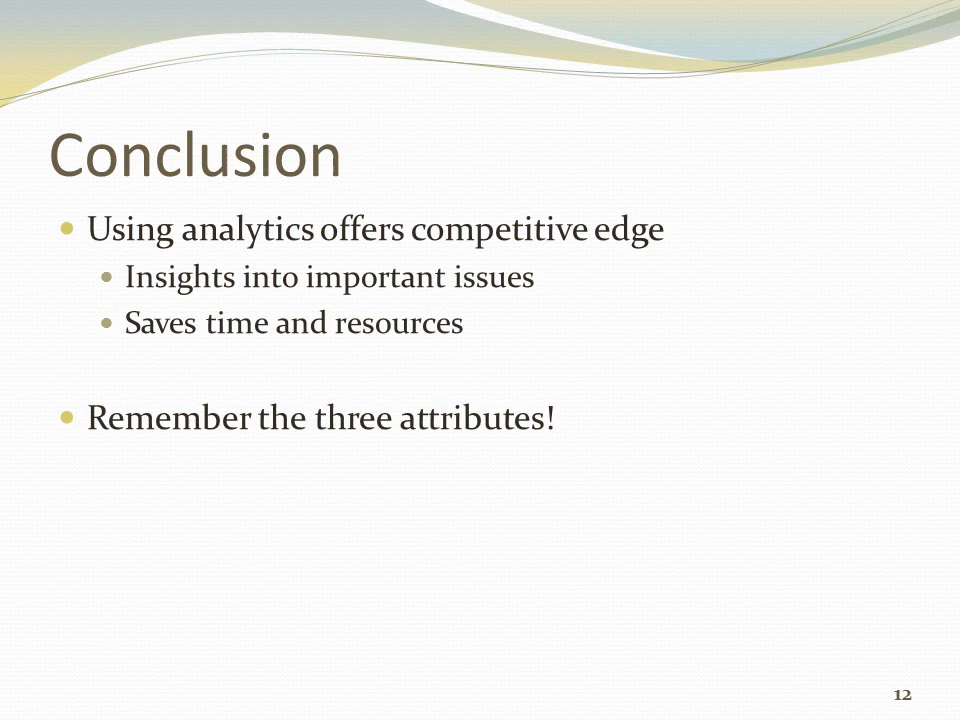 Conclusion
Using analytics offers competitive edge
Insights into important issues
Saves time and resources
Remember the three attributes!
12